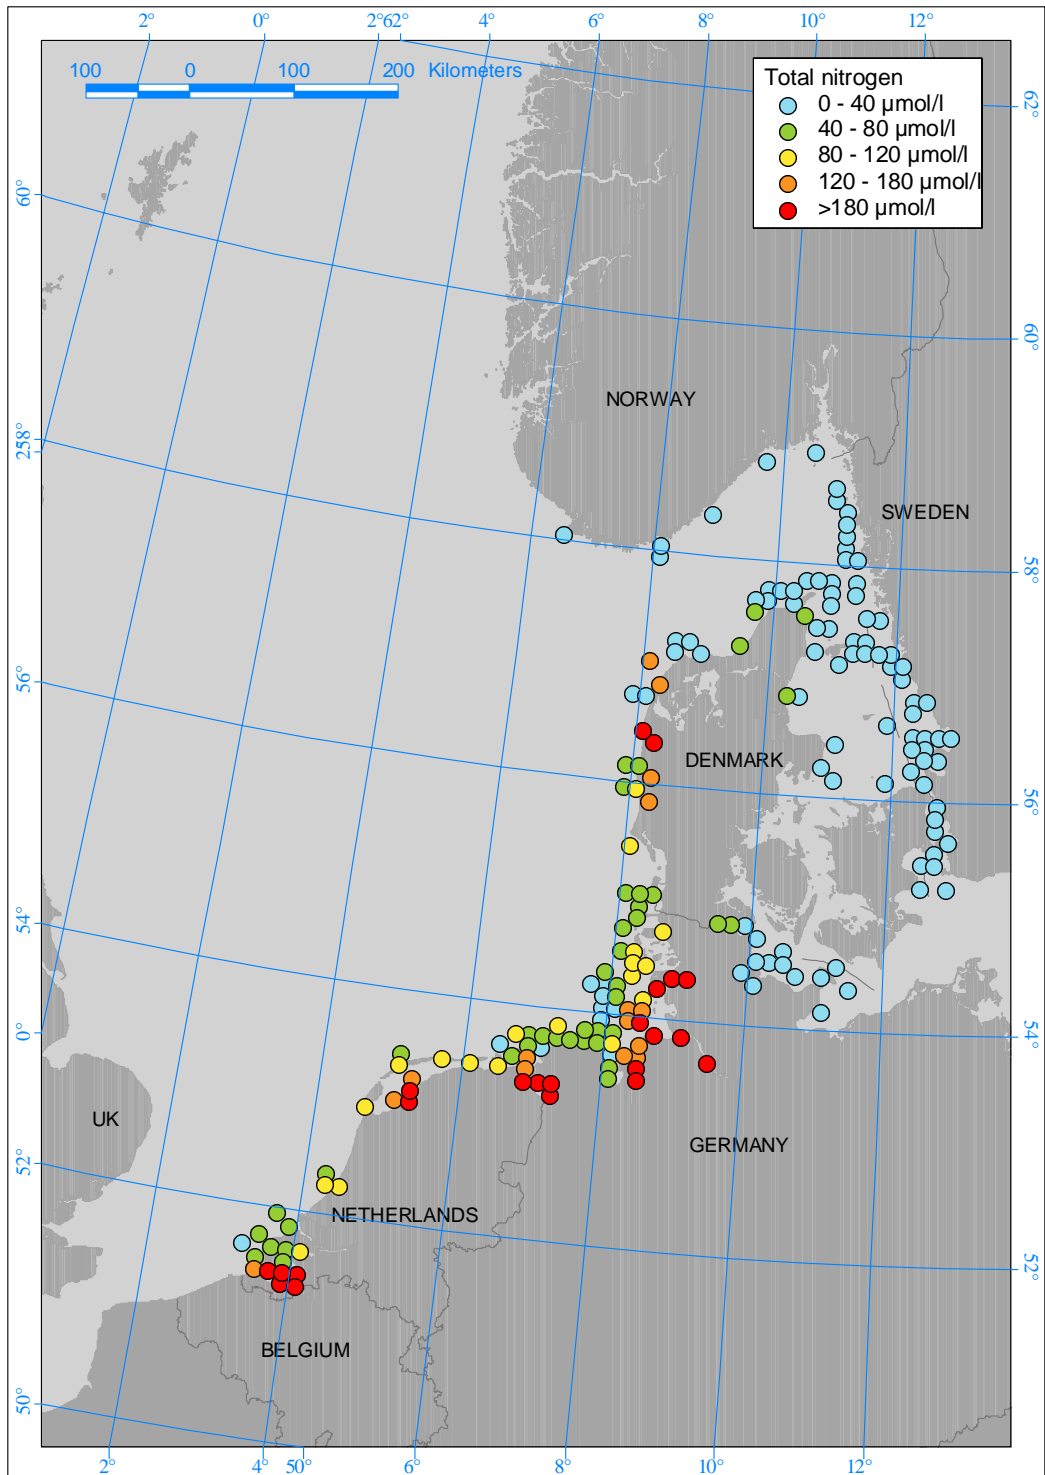 2° 0° 2°62° 4° 6° 8° 10° 12°
100 0 100 200 Kilometers
Total nitrogen
0 - 40 µmol/l
40 - 80 µmol/l
80 - 120 µmol/l
120 - 180 µmol/l
>180 µmol/l
62°
60°
60°
NORWAY
258°
SWEDEN
58°
56°
DENMARK
56°
54°
0°
54°
UK
GERMANY
52°
NETHERLANDS
52°
BELGIUM
50°
2° 4° 50° 6° 8° 10° 12°